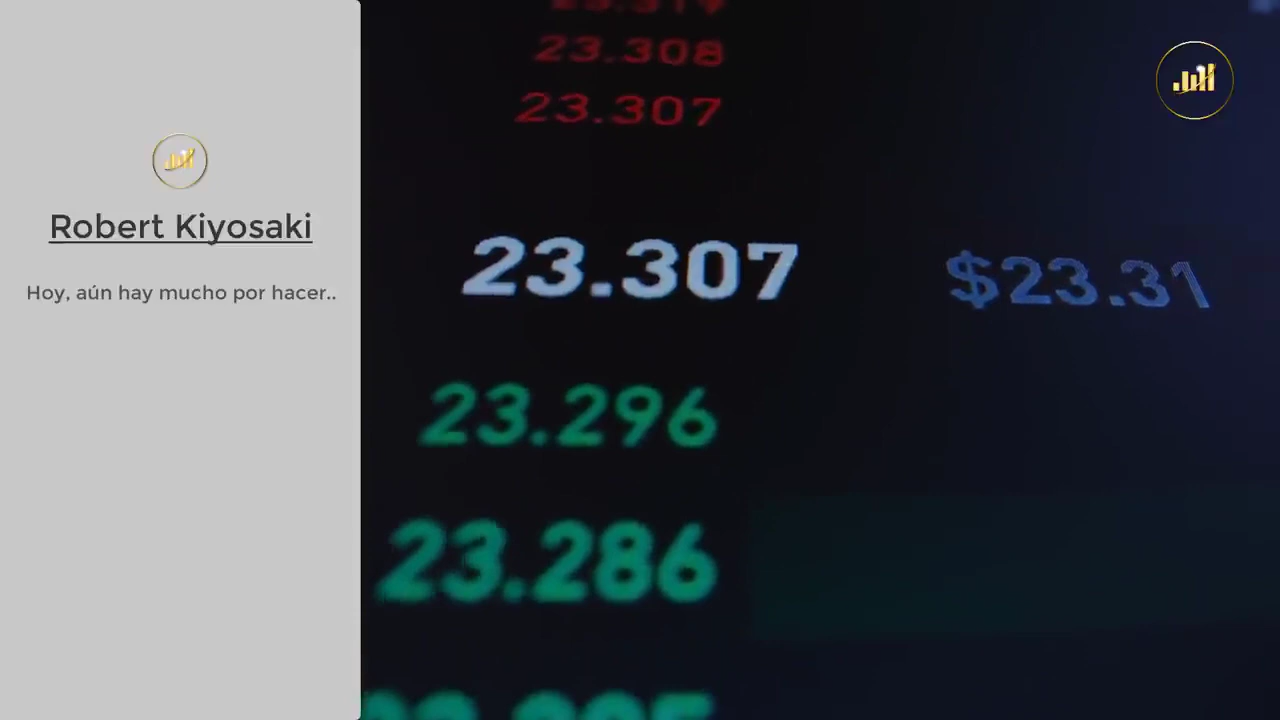 Robert Kiyosaki
Hoy, aún hay mucho por hacer..
23.308
23.307
23.307 $23.31
23.296
23.286